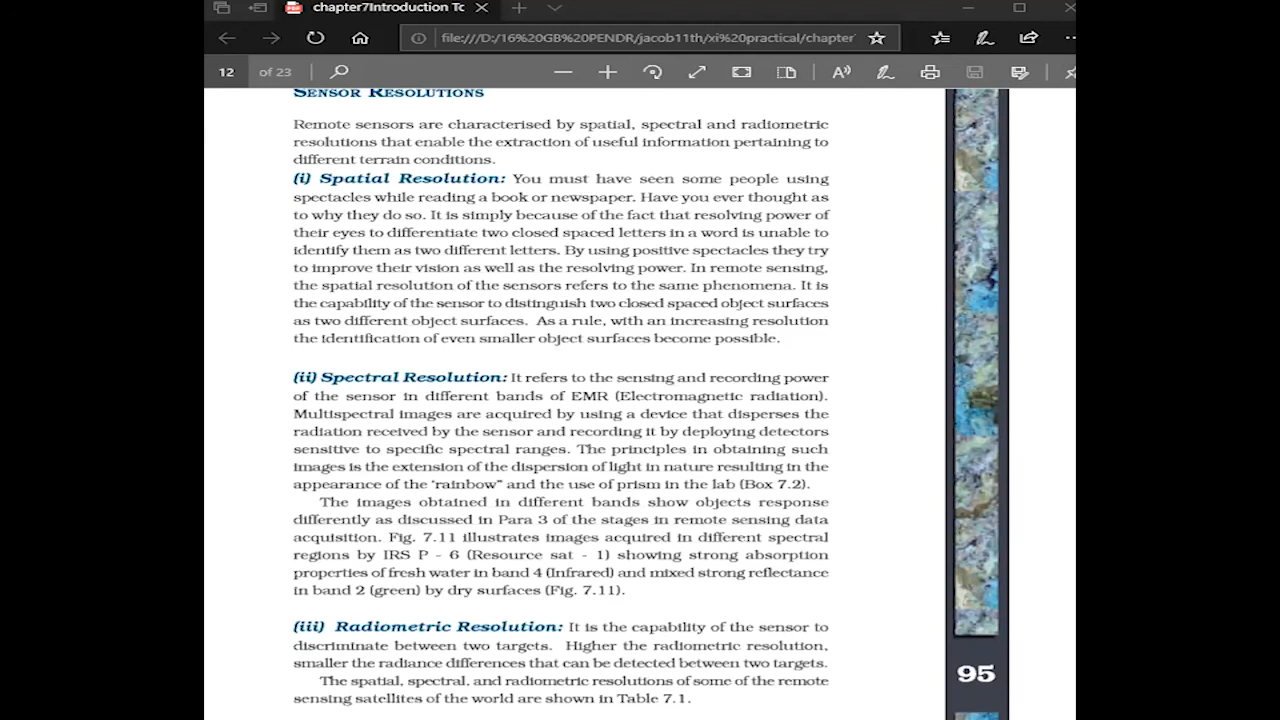 chapter7Introduction Tc
file:///D:/16%20GB%20PENDR/jacob11th/xi%20practical/chapter7
12 of 23
SENSOR RESOLUTIONS
Remote sensors are characterised by spatial, spectral and radiometric
resolutions that enable the extraction of useful information pertaining to
different terrain conditions.
(i) Spatial Resolution: You must have seen some people using
spectacles while reading a book or newspaper. Have you ever thought as
to why they do so. It is simply because of the fact that resolving power of
their eyes to differentiate two closed spaced letters in a word is unable to
identify them as two different letters. By using positive spectacles they try
to improve their vision as well as the resolving power. In remote sensing,
the spatial resolution of the sensors refers to the same phenomena. It is
the capability of the sensor to distinguish two closed spaced object surfaces
as two different object surfaces. As a rule, with an increasing resolution
the identification of even smaller object surfaces become possible.
(ii) Spectral Resolution: It refers to the sensing and recording power
of the sensor in different bands of EMR (Electromagnetic radiation).
Multispectral images are acquired by using a device that disperses the
radiation received by the sensor and recording it by deploying detectors
sensitive to specific spectral ranges. The principles in obtaining such
images is the extension of the dispersion of light in nature resulting in the
appearance of the ‘rainbow” and the use of prism in the lab (Box 7.2).
The images obtained in different bands show objects response
differently as discussed in Para 3 of the stages in remote sensing data
acquisition. Fig. 7.11 illustrates images acquired in different spectral
regions by IRS P - 6 (Resource sat - 1) showing strong absorption
properties of fresh water in band 4 (Infrared) and mixed strong reflectance
in band 2 (green) by dry surfaces (Fig. 7.11).
(iii) Radiometric Resolution: It is the capability of the sensor to
discriminate between two targets. Higher the radiometric resolution,
smaller the radiance differences that can be detected between two targets.
The spatial, spectral, and radiometric resolutions of some of the remote
sensing satellites of the world are shown in Table 7.1.
95